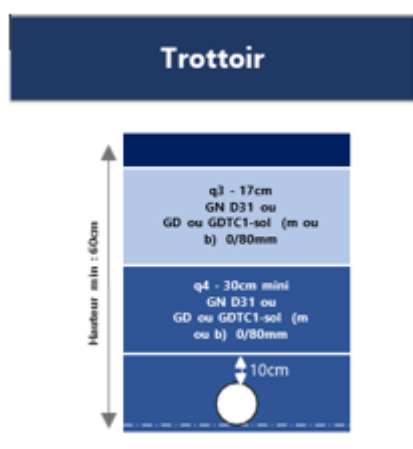 Trottoir
q3 - 17cm
GN D31 ou
GD ou GDTC1-sol (m ou
b) 0/80mm
Hauteur min : 60cm
q4 - 30cm mini
GN D31 ou
GD ou GDTC1-sol (m
ou b) 0/80mm
10cm